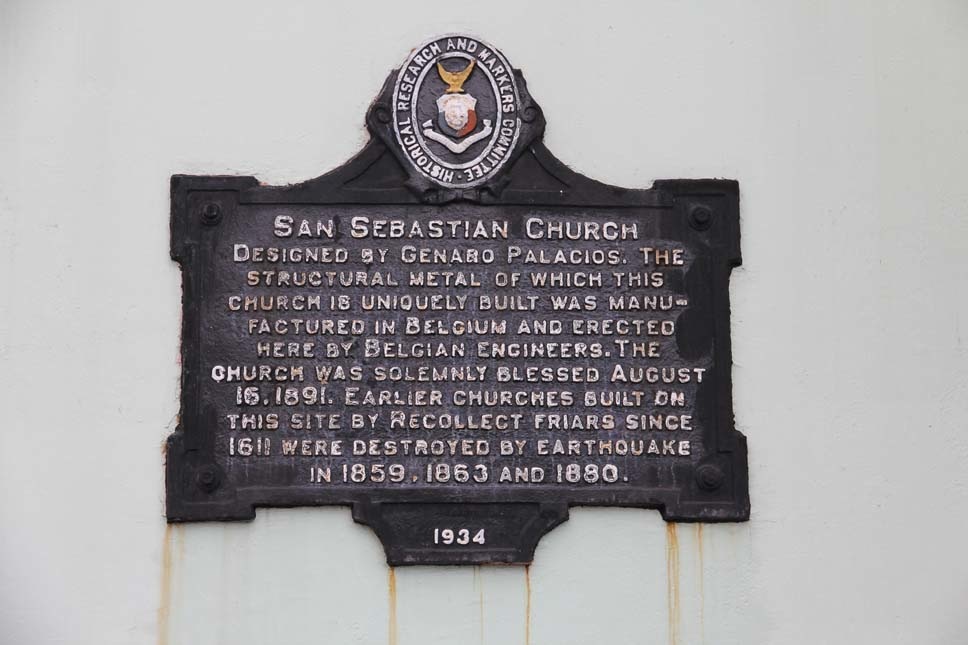 HISTORICAL RESEARCH AND MARKERS COMMITTEE
SAN SEBASTIAN CHURCH
DESIGNED BY GENARO PALACIOS. THE
STRUCTURAL METAL OF WHICH THIS
CHURCH IS UNIQUELY BUILT WAS MANU-
FACTURED IN BELGIUM AND ERECTED
HERE BY BELGIAN ENGINEERS. THE
CHURCH WAS SOLEMNLY BLESSED AUGUST
16, 1891. EARLIER CHURCHES BUILT ON
THIS SITE BY RECOLLECT FRIARS SINCE
1611 WERE DESTROYED BY EARTHQUAKE
IN 1859, 1863 AND 1880.
1934